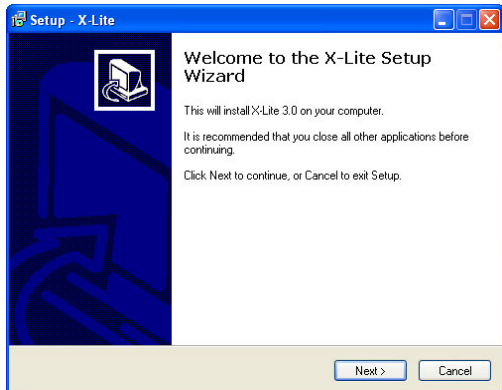 Setup - X-Lite
Welcome to the X-Lite Setup
Wizard
This will install X-Lite 3.0 on your computer.
It is recommended that you close all other applications before
continuing.
Click Next to continue, or Cancel to exit Setup.
Next >
Cancel